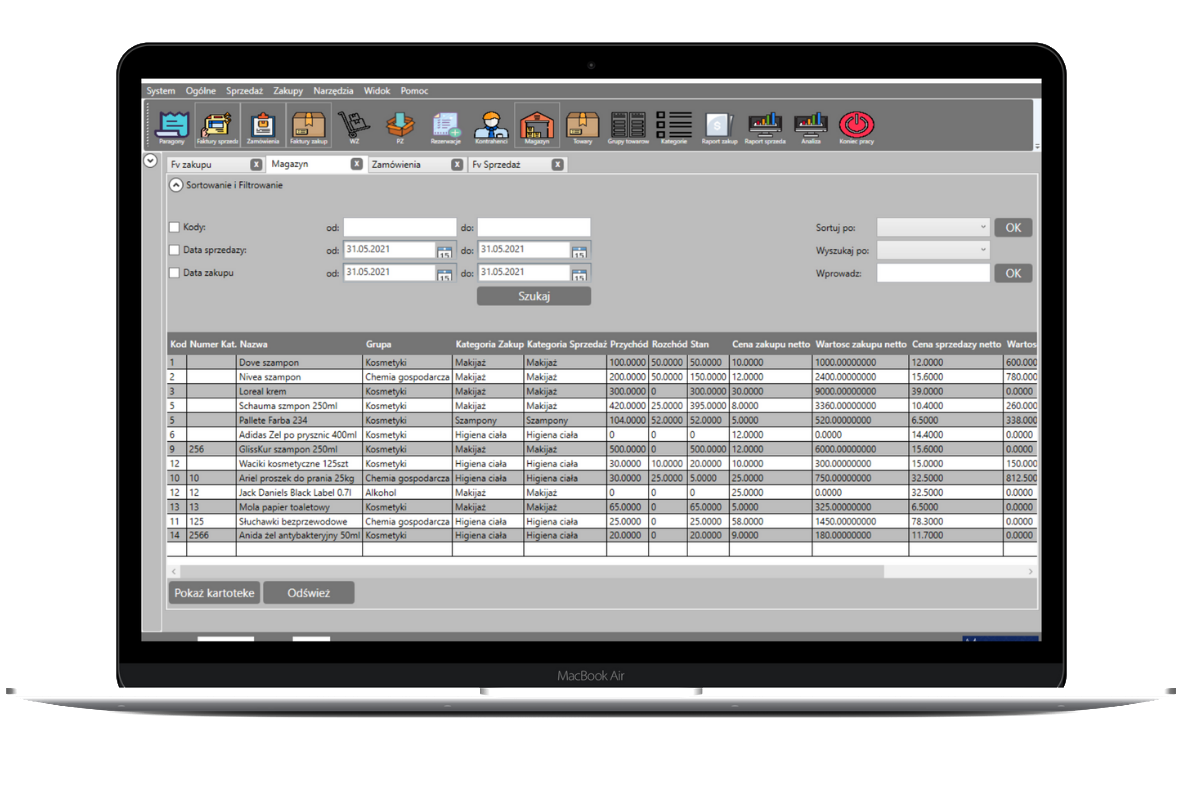 System Ogólne Sprzedaż Zakupy Narzędzia Widok Pomoc
Paragony Faktury sprzeda Zamówienia Faktury zakup WZ PZ Rezerwacje Kontrahenci Magazyn Towary Grupy towarow Kategorie Raport zakup Raport sprzeda Analiza Koniec pracy
Fv zakupu x Magazyn x Zamówienia x Fv Sprzedaż x
Sortowanie i Filtrowanie
Kody: od: do: Sortuj po: OK
Data sprzedazy: od: 31.05.2021 15 do: 31.05.2021 15 Wyszukaj po:
Data zakupu od: 31.05.2021 15 do: 31.05.2021 15 Wprowadz: OK
Szukaj
Kod Numer Kat. Nazwa Grupa Kategoria Zakup Kategoria Sprzedaż Przychód Rozchód Stan Cena zakupu netto Wartosc zakupu netto Cena sprzedazy netto Wartos
1 Dove szampon Kosmetyki Makijaż Makijaż 100.0000 50.0000 50.0000 10.0000 1000.00000000 12.0000 600.000
2 Nivea szampon Chemia gospodarcza Makijaż Makijaż 200.0000 50.0000 150.0000 12.0000 2400.00000000 15.6000 780.000
3 Loreal krem Kosmetyki Makijaż Makijaż 300.0000 0 300.0000 30.0000 9000.00000000 39.0000 0.0000
5 Schauma szmpon 250ml Kosmetyki Makijaż Makijaż 420.0000 25.0000 395.0000 8.0000 3360.00000000 10.4000 260.000
5 Pallete Farba 234 Kosmetyki Szampony Szampony 104.0000 52.0000 52.0000 5.0000 520.00000000 6.5000 338.000
6 Adidas Zel po prysznic 400ml Kosmetyki Higiena ciała Higiena ciała 0 0 0 12.0000 0.0000 14.4000 0.0000
9 256 GlissKur szampon 250ml Kosmetyki Makijaż Makijaż 500.0000 0 500.0000 12.0000 6000.00000000 15.6000 0.0000
12 Waciki kosmetyczne 125szt Kosmetyki Higiena ciała Higiena ciała 30.0000 10.0000 20.0000 10.0000 300.00000000 15.0000 150.000
10 10 Ariel proszek do prania 25kg Chemia gospodarcza Higiena ciała Higiena ciała 30.0000 25.0000 5.0000 25.0000 750.00000000 32.5000 812.500
12 12 Jack Daniels Black Label 0.7l Alkohol Makijaż Makijaż 0 0 0 25.0000 0.0000 32.5000 0.0000
13 13 Mola papier toaletowy Kosmetyki Makijaż Makijaż 65.0000 0 65.0000 5.0000 325.00000000 6.5000 0.0000
11 125 Słuchawki bezprzewodowe Chemia gospodarcza Higiena ciała Higiena ciała 25.0000 0 25.0000 58.0000 1450.00000000 78.3000 0.0000
14 2566 Anida żel antybakteryjny 50ml Kosmetyki Higiena ciała Higiena ciała 20.0000 0 20.0000 9.0000 180.00000000 11.7000 0.0000
Pokaż kartoteke Odśwież
MacBook Air